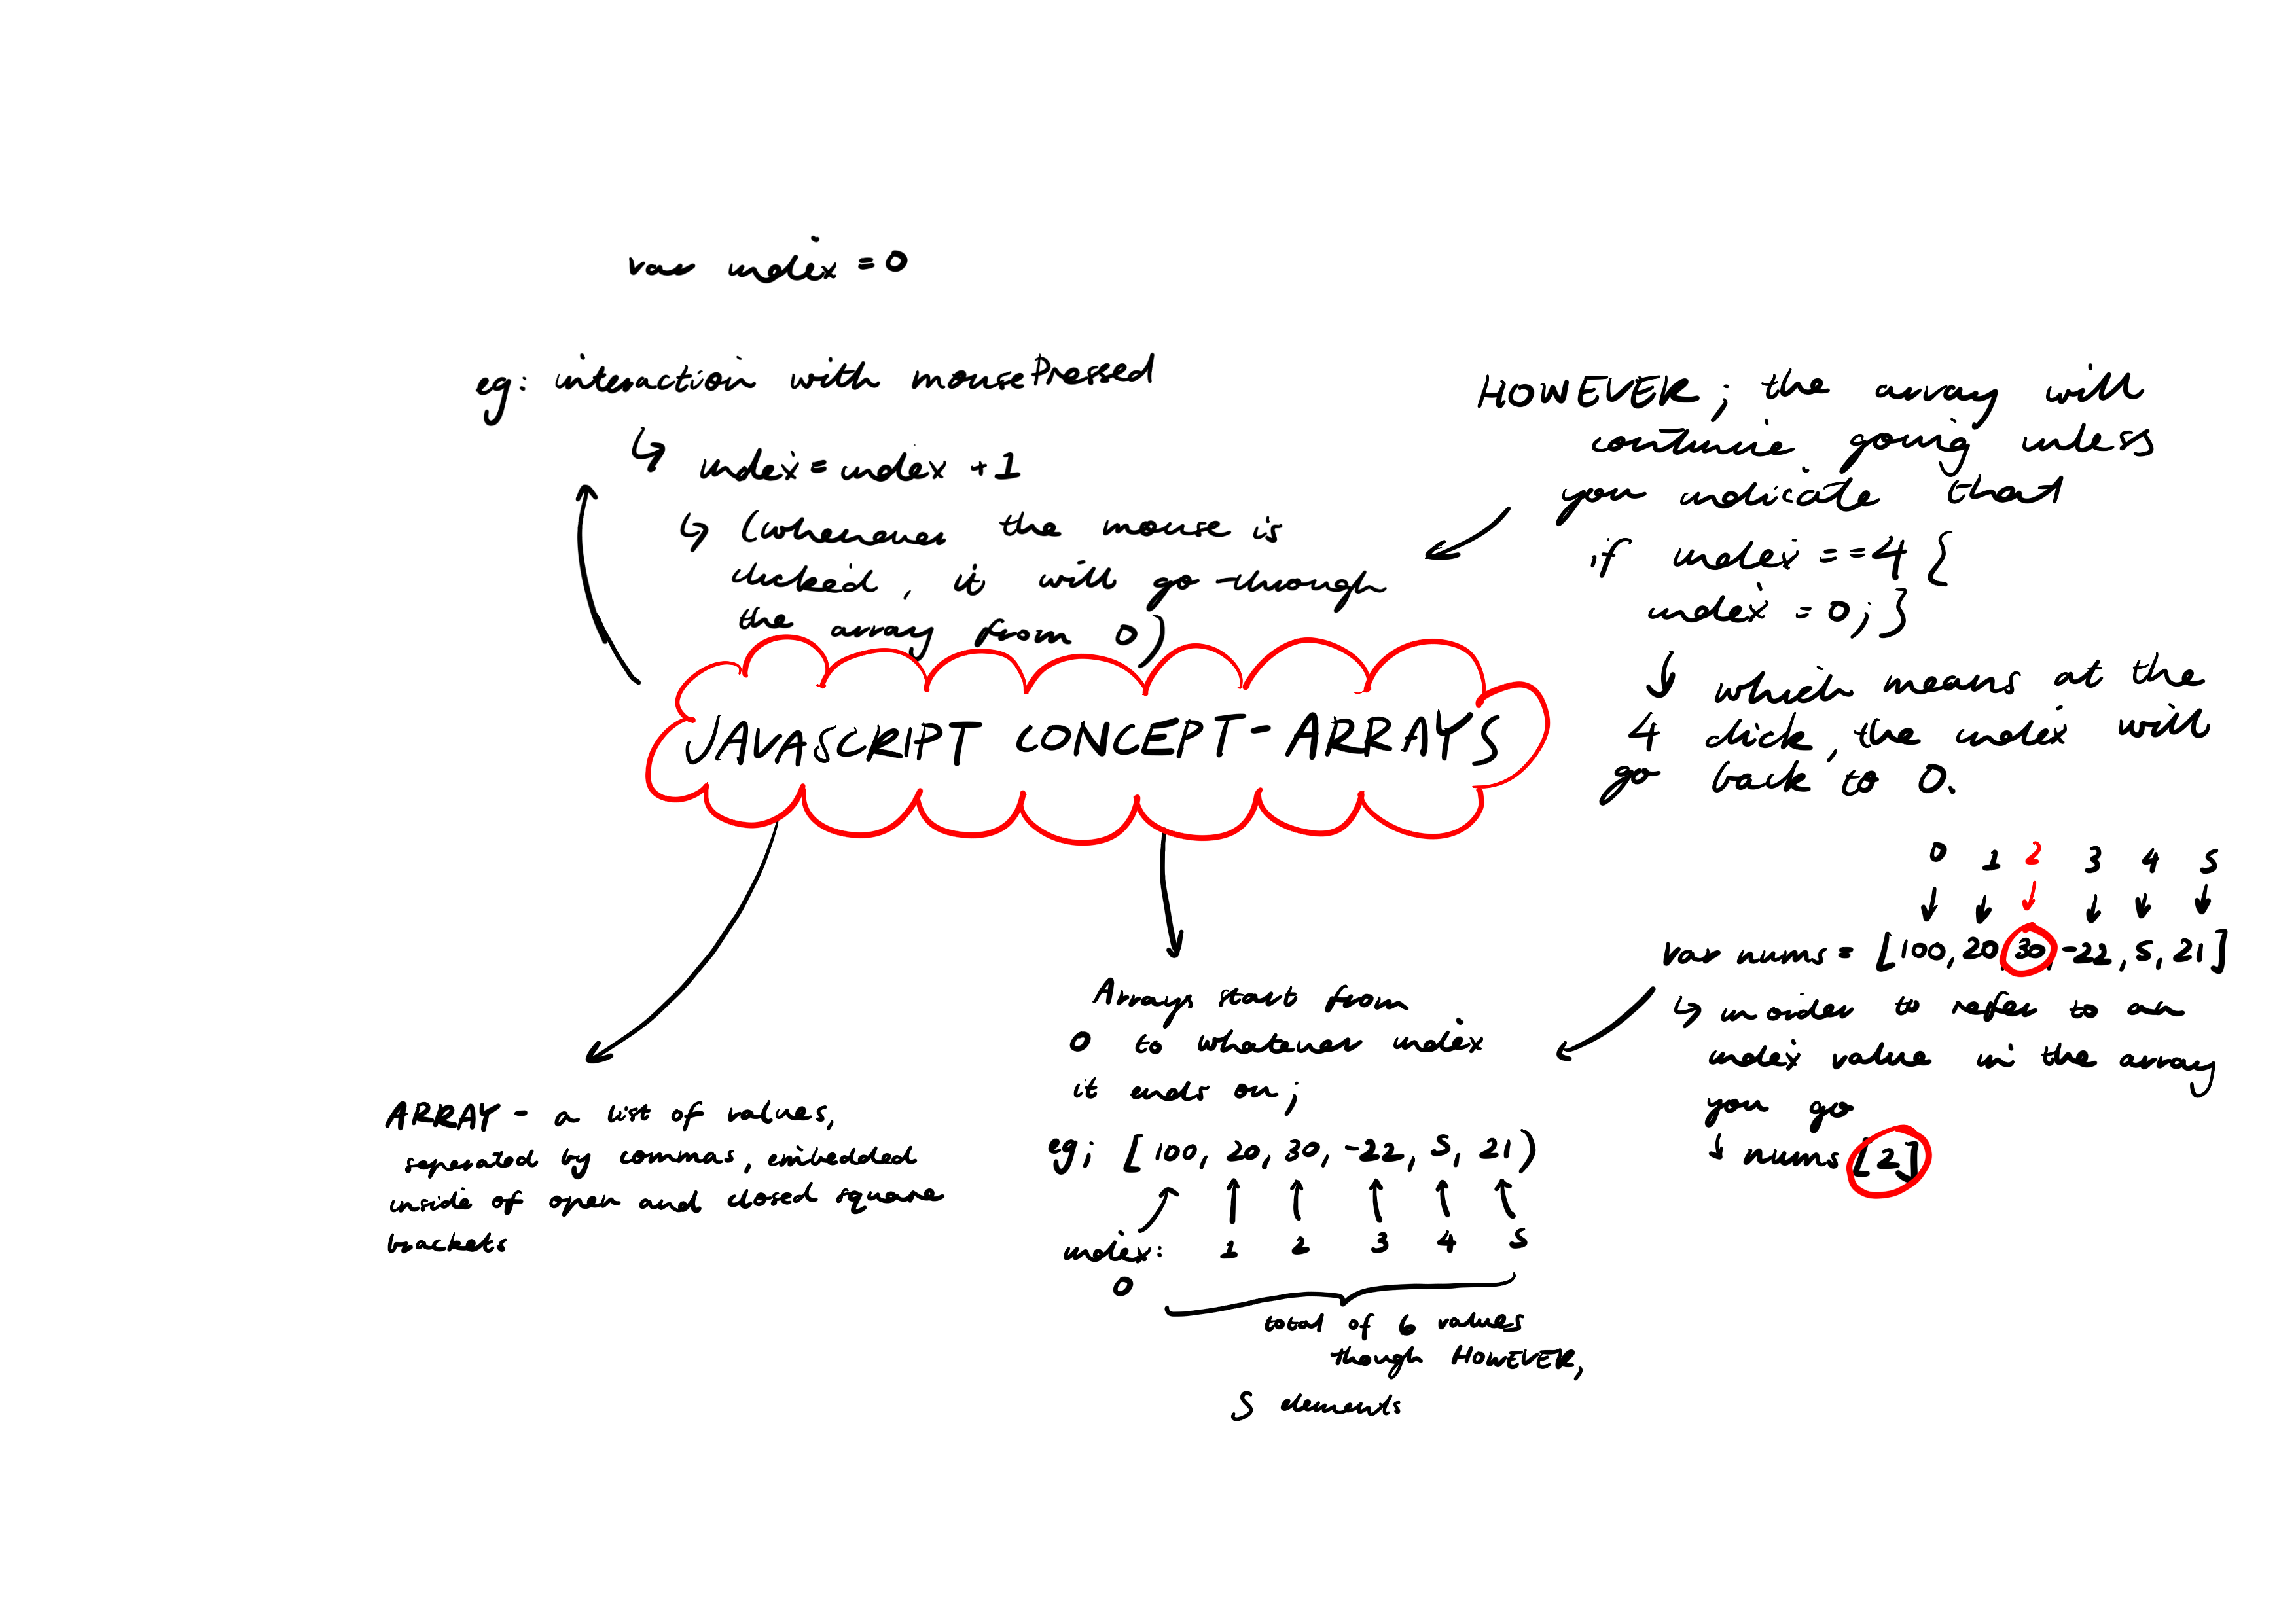 var index = 0
eg: interaction with mousePressed
↳ index = index + 1
↳ (whenever the mouse is
clicked, it will go through
the array from 0)
HOWEVER; the array will
continue going unless
you indicate that
if index == 4 {
index = 0; }
↓ which means at the
4 click, the index will
go back to 0.
JAVASCRIPT CONCEPT - ARRAYS
ARRAY - a list of values,
seperated by commas, embedded
inside of open and closed square
brackets
Arrays start from
0 to whatever index
it ends on;
eg; [100, 20, 30, -22, 5, 21)
index: 1 2 3 4 5
0
total of 6 values
though HOWEVER,
5 elements
0 1 2 3 4 5
var nums = [100, 20, 30, -22, 5, 21]
↳ in order to refer to an
index value in the array
you go
↓ nums [2]